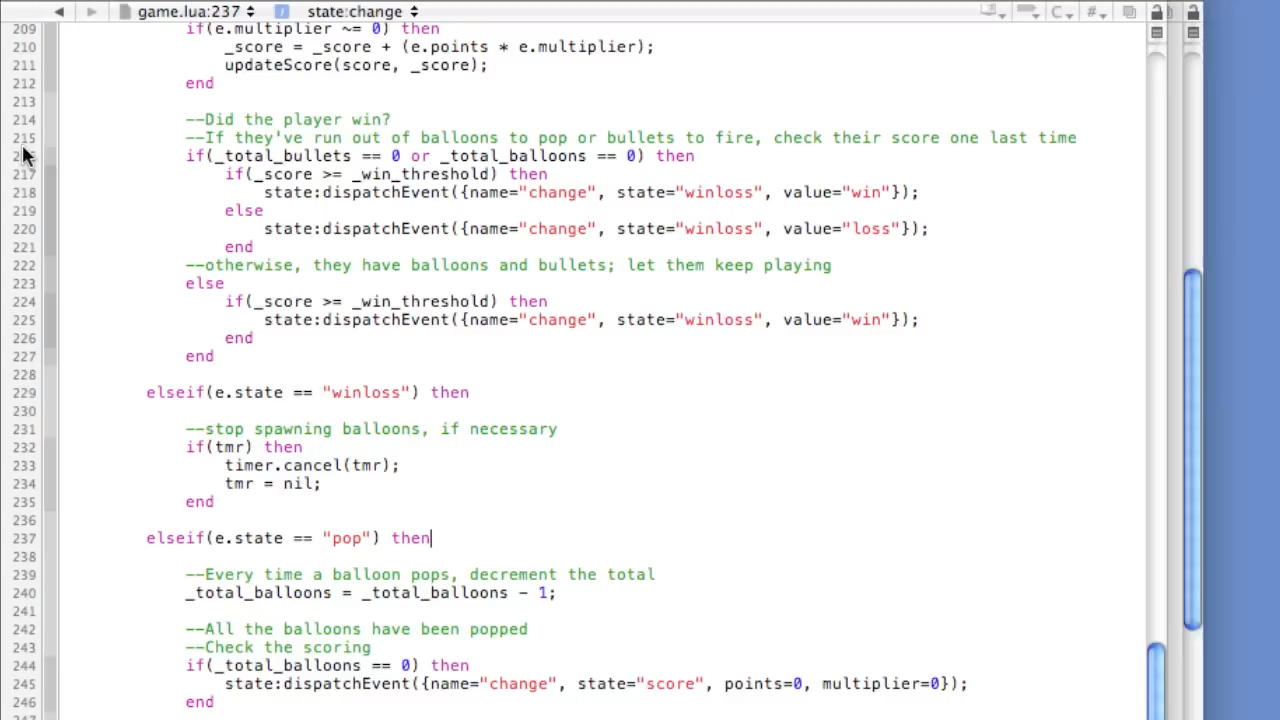 game.lua:237 state:change C #
209 if(e.multiplier ~= 0) then
210 _score = _score + (e.points * e.multiplier);
211 updateScore(score, _score);
212 end
213
214 --Did the player win?
215 --If they've run out of balloons to pop or bullets to fire, check their score one last time
if(_total_bullets == 0 or _total_balloons == 0) then
217 if(_score >= _win_threshold) then
218 state:dispatchEvent({name="change", state="winloss", value="win"});
219 else
220 state:dispatchEvent({name="change", state="winloss", value="loss"});
221 end
222 --otherwise, they have balloons and bullets; let them keep playing
223 else
224 if(_score >= _win_threshold) then
225 state:dispatchEvent({name="change", state="winloss", value="win"});
226 end
227 end
228
229 elseif(e.state == "winloss") then
230
231 --stop spawning balloons, if necessary
232 if(tmr) then
233 timer.cancel(tmr);
234 tmr = nil;
235 end
236
237 elseif(e.state == "pop") then
238
239 --Every time a balloon pops, decrement the total
240 _total_balloons = _total_balloons - 1;
241
242 --All the balloons have been popped
243 --Check the scoring
244 if(_total_balloons == 0) then
245 state:dispatchEvent({name="change", state="score", points=0, multiplier=0});
246 end